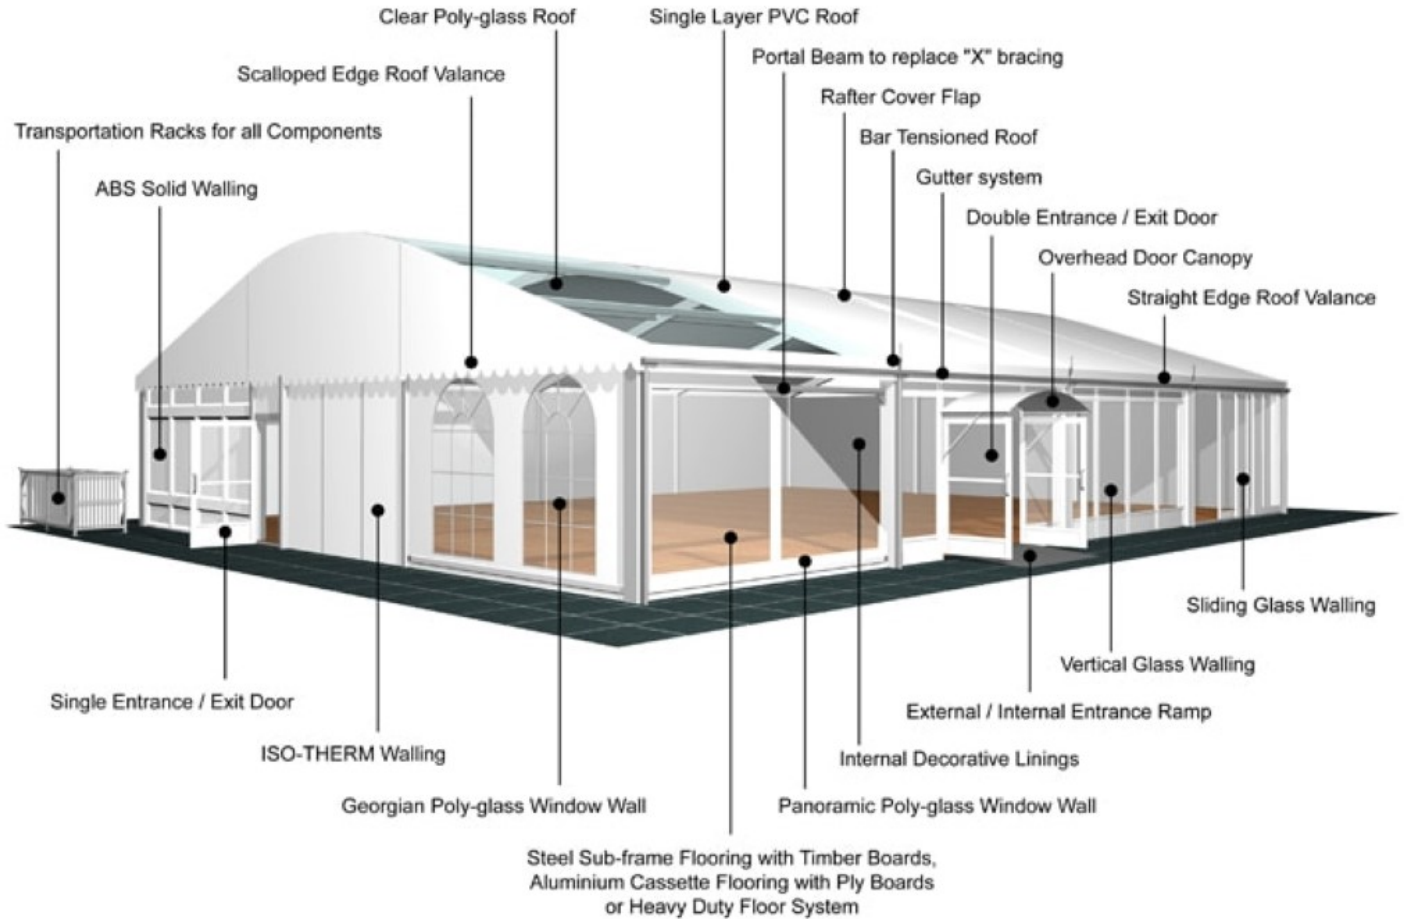 Clear Poly-glass Roof
Single Layer PVC Roof
Portal Beam to replace "X" bracing
Scalloped Edge Roof Valance
Rafter Cover Flap
Transportation Racks for all Components
Bar Tensioned Roof
ABS Solid Walling
Gutter system
Double Entrance / Exit Door
Overhead Door Canopy
Straight Edge Roof Valance
Sliding Glass Walling
Vertical Glass Walling
Single Entrance / Exit Door
External / Internal Entrance Ramp
ISO-THERM Walling
Internal Decorative Linings
Georgian Poly-glass Window Wall
Panoramic Poly-glass Window Wall
Steel Sub-frame Flooring with Timber Boards,
Aluminium Cassette Flooring with Ply Boards
or Heavy Duty Floor System